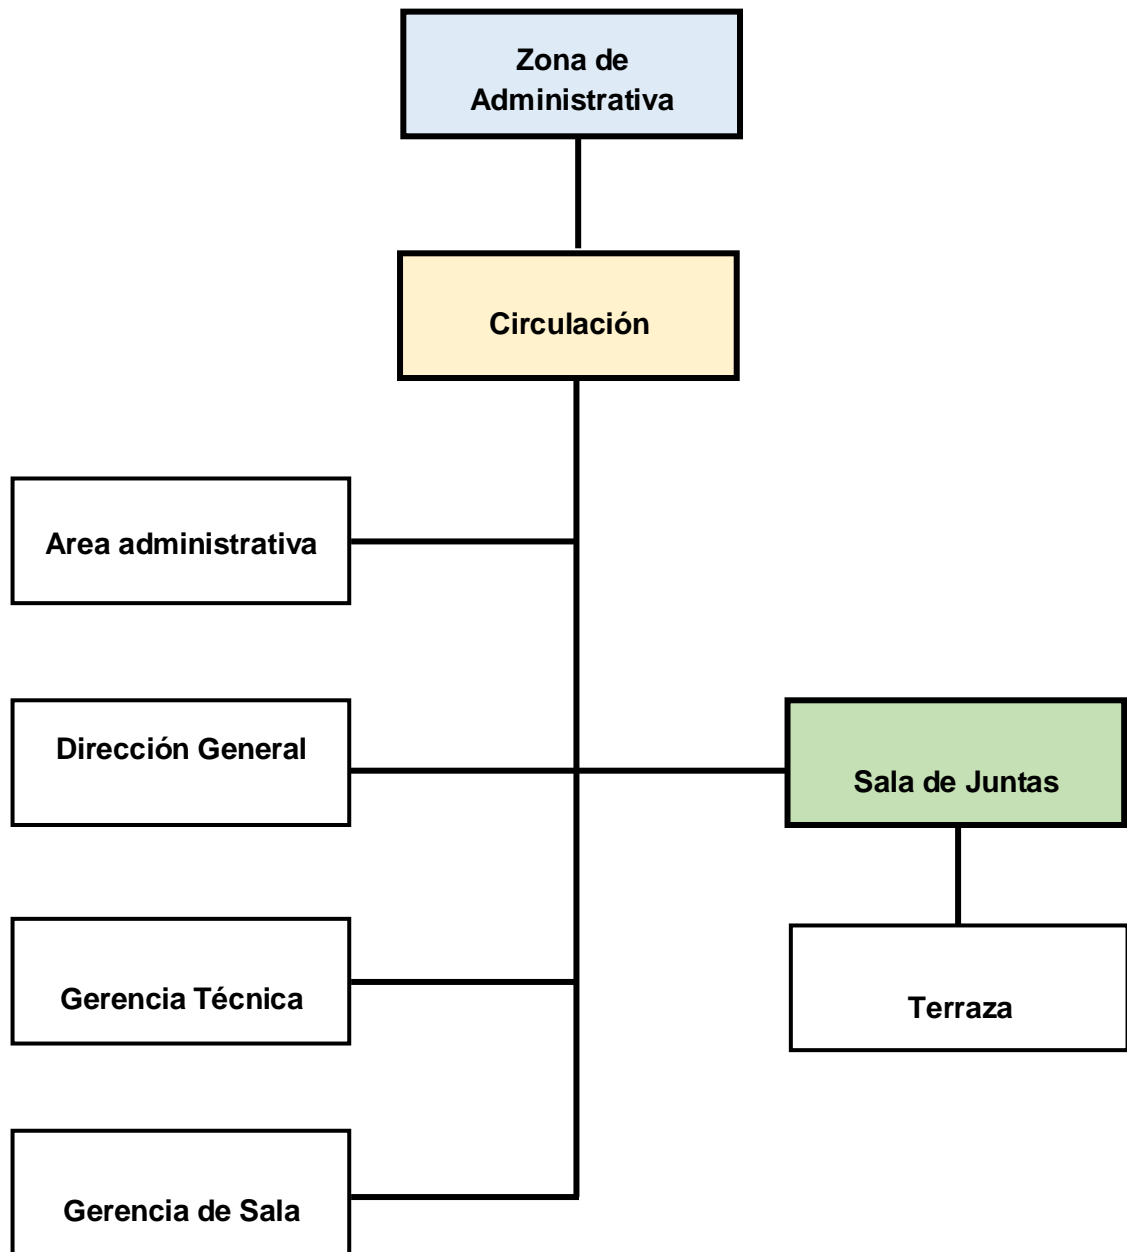 Zona de
Administrativa
Circulación
Area administrativa
Dirección General
Sala de Juntas
Gerencia Técnica
Terraza
Gerencia de Sala